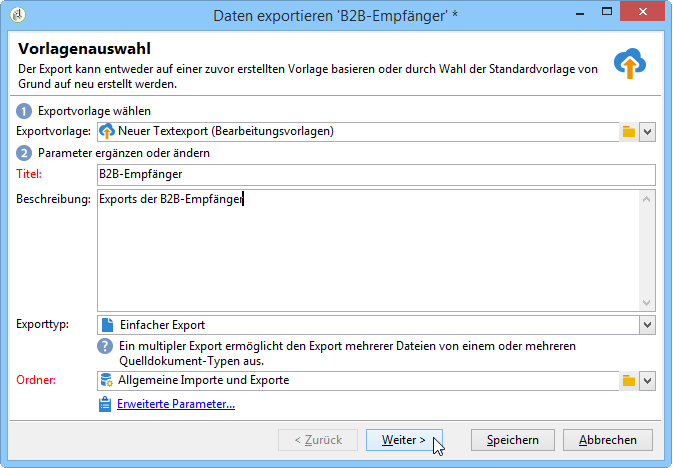 Daten exportieren 'B2B-Empfänger' *
Vorlagenauswahl
Der Export kann entweder auf einer zuvor erstellten Vorlage basieren oder durch Wahl der Standardvorlage von
Grund auf neu erstellt werden.
1 Exportvorlage wählen
Exportvorlage: Neuer Textexport (Bearbeitungsvorlagen)
2 Parameter ergänzen oder ändern
Titel: B2B-Empfänger
Beschreibung: Exports der B2B-Empfänger
Exporttyp: Einfacher Export
? Ein multipler Export ermöglicht den Export mehrerer Dateien von einem oder mehreren
Quelldokument-Typen aus.
Ordner: Allgemeine Importe und Exporte
Erweiterte Parameter...
< Zurück Weiter > Speichern Abbrechen